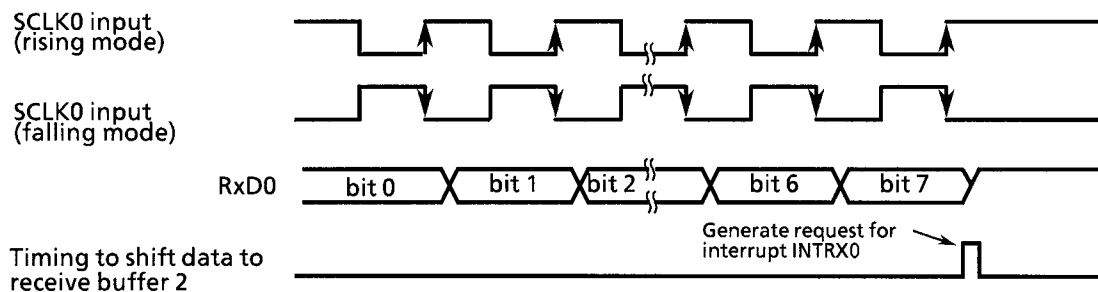 SCLK0 input
(rising mode)
SCLK0 input
(falling mode)
RxD0
bit 0
bit 1
bit 2
bit 6
bit 7
Generate request for
interrupt INTRX0
Timing to shift data to
receive buffer 2